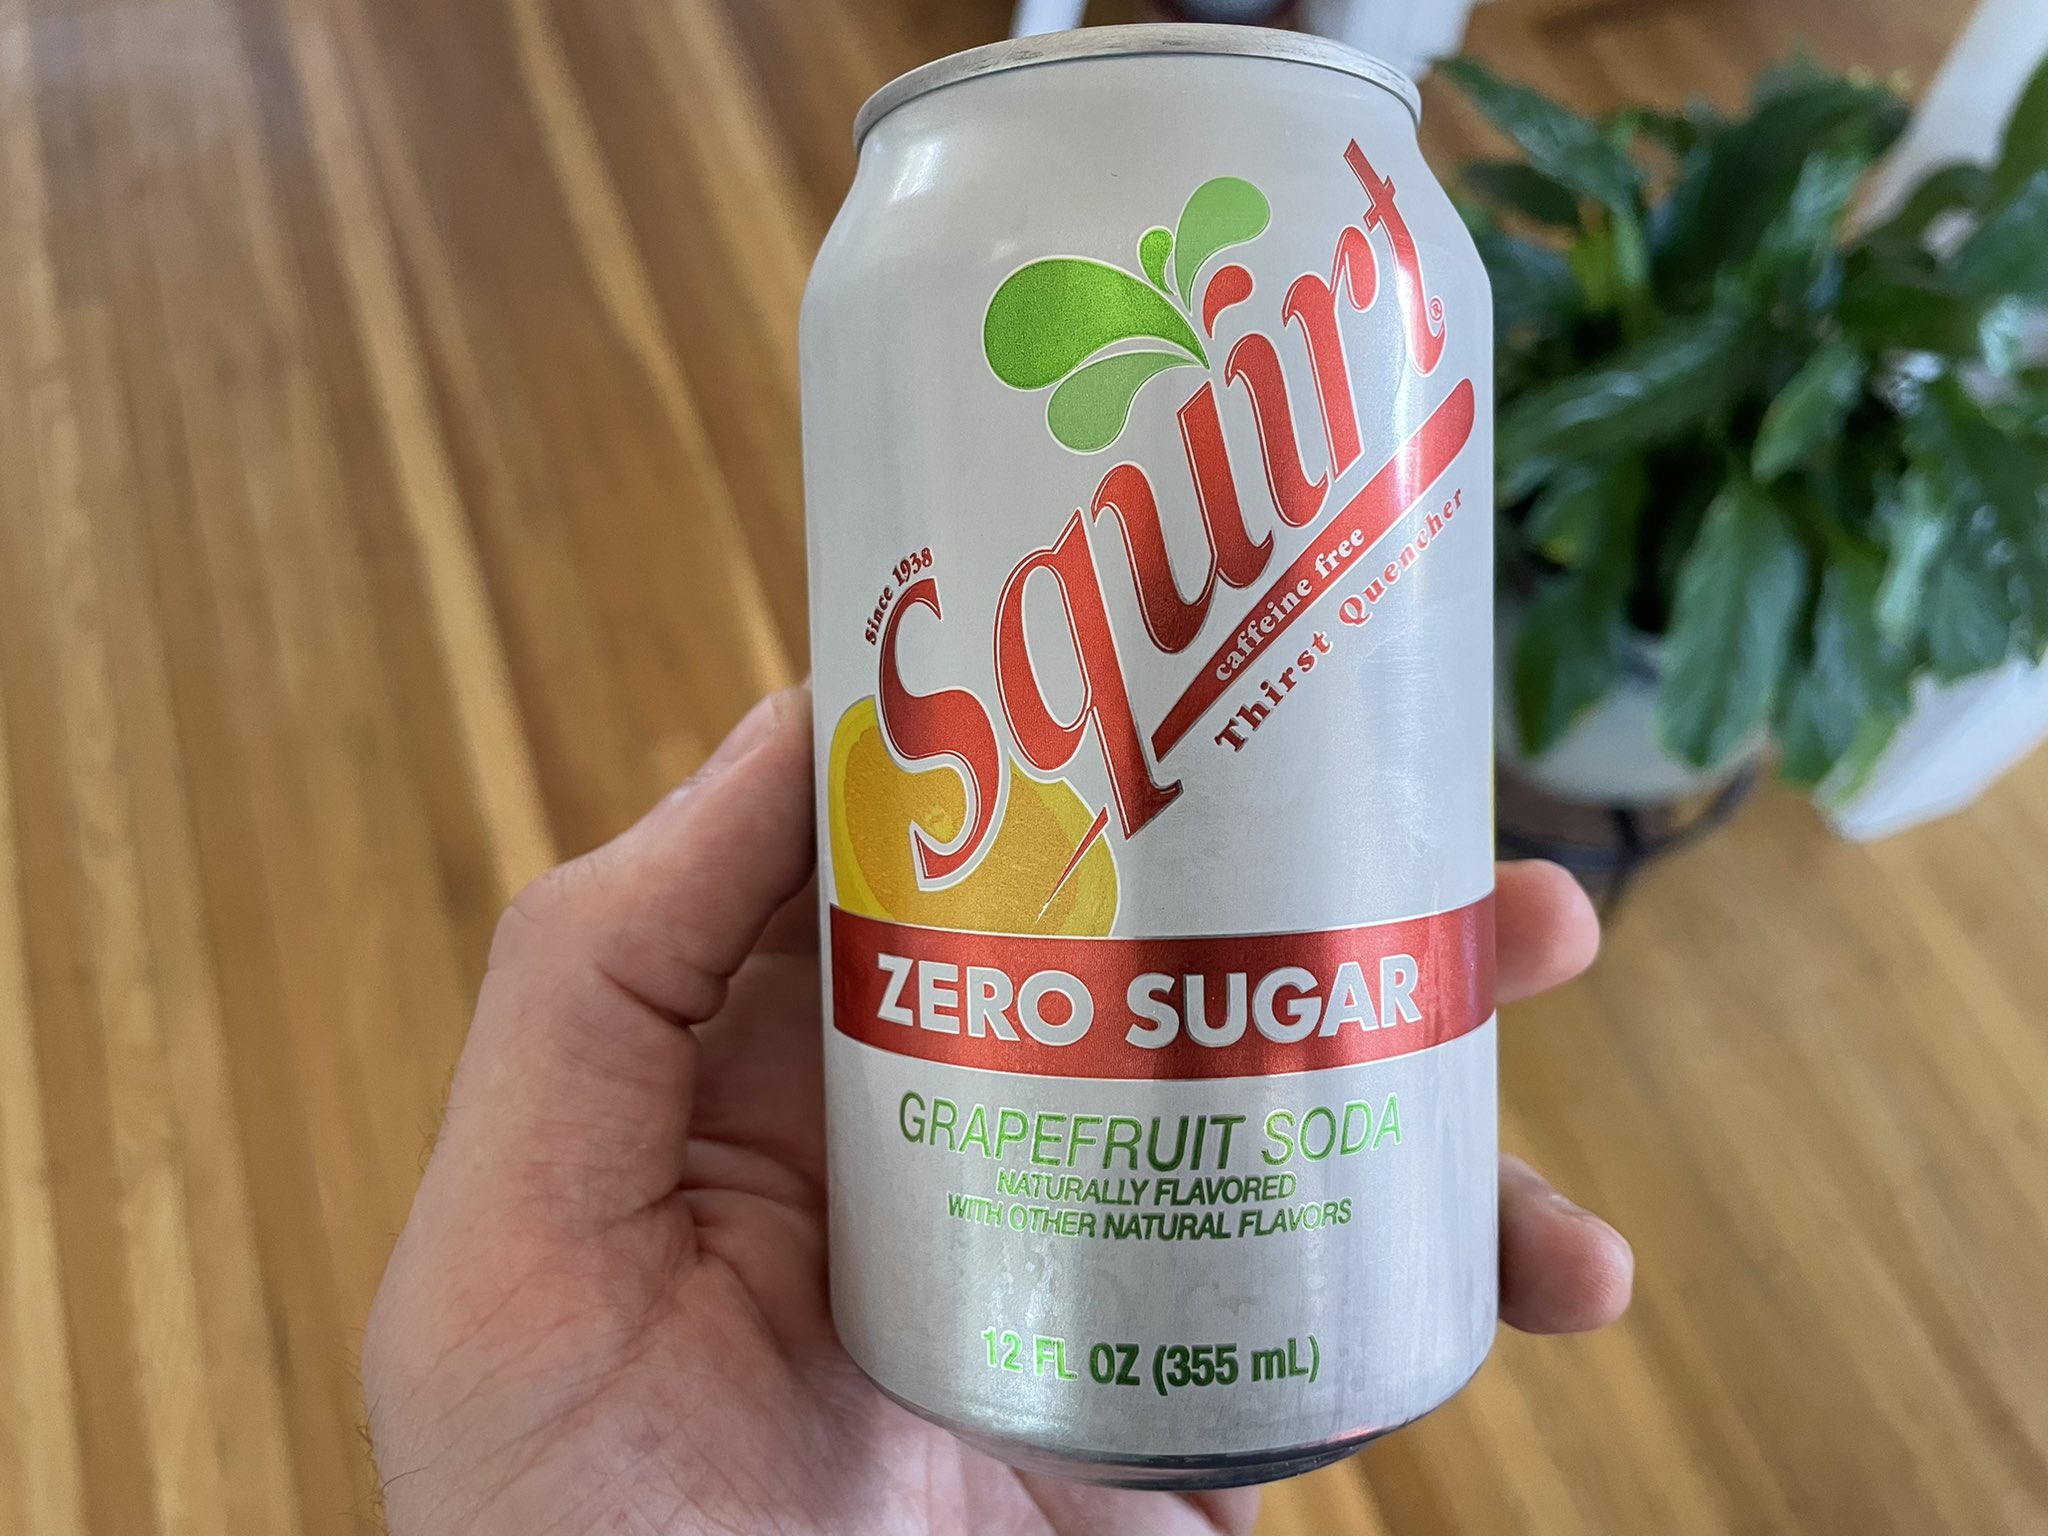 Since 1938
Squirt®
caffeine free
Thirst Quencher
ZERO SUGAR
GRAPEFRUIT SODA
NATURALLY FLAVORED
WITH OTHER NATURAL FLAVORS
12 FL OZ (355 mL)